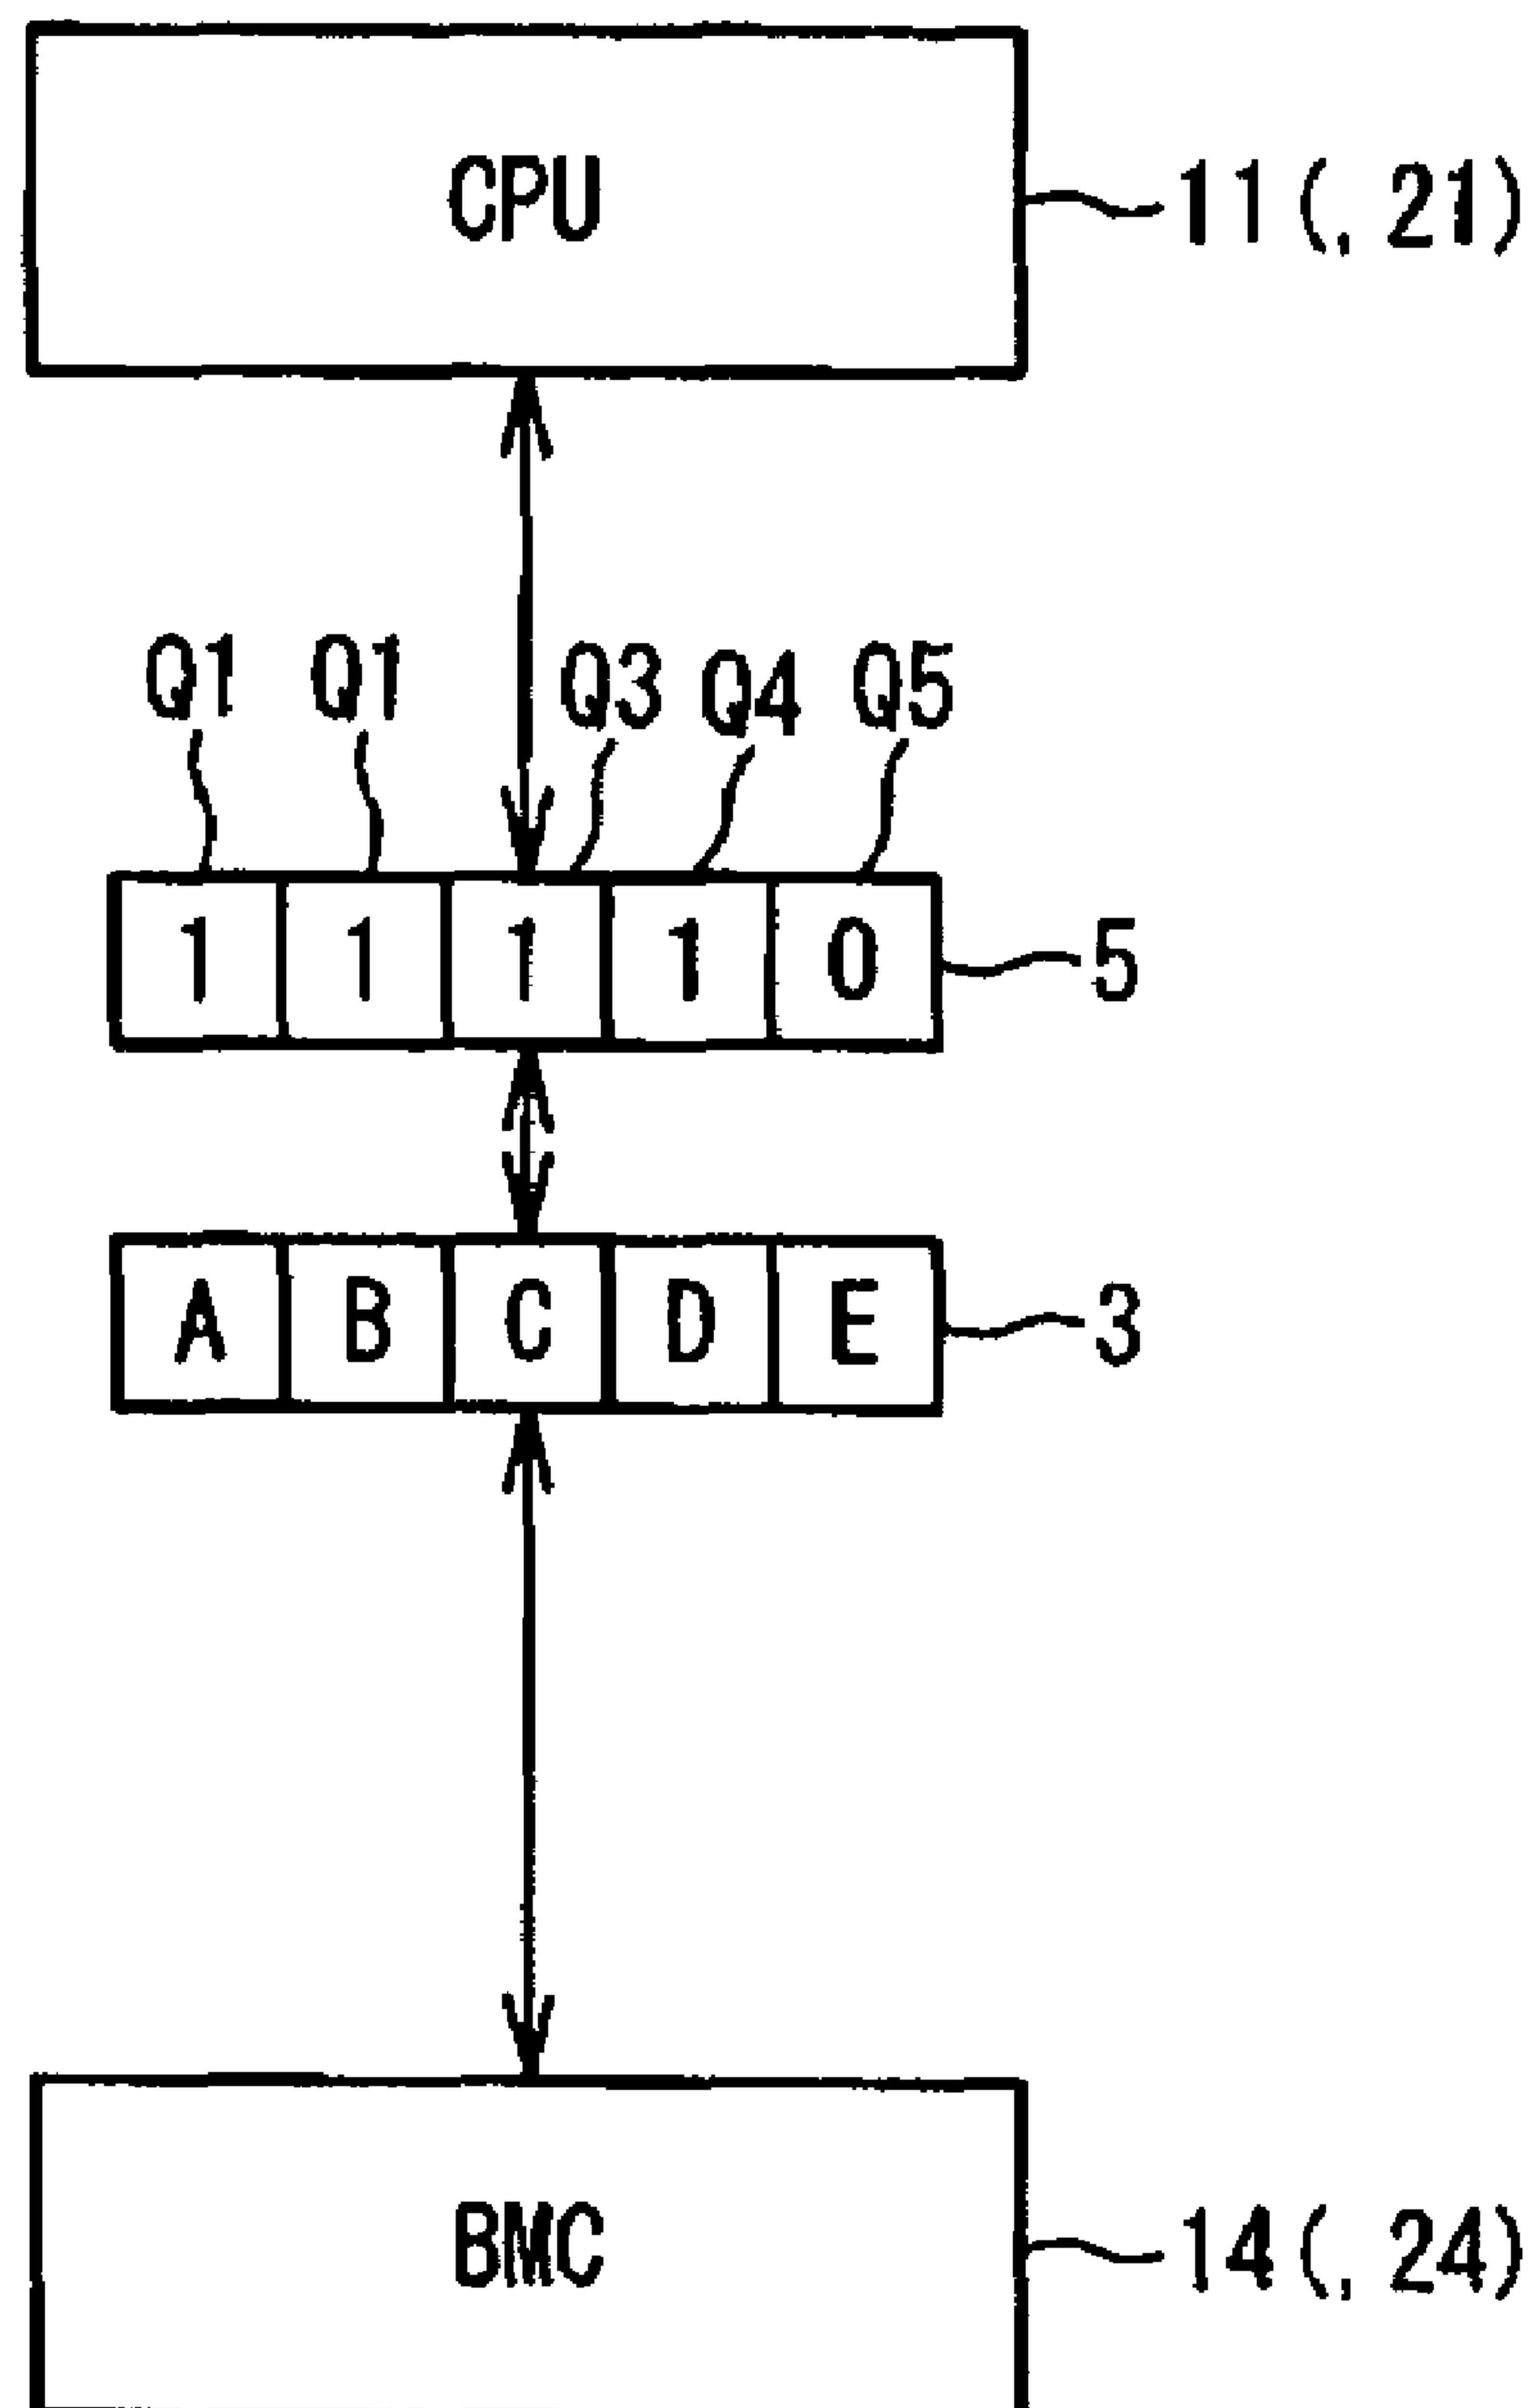 CPU 11(, 21)
Q1 Q1 Q3 Q4 Q5
1 1 1 1 0 5
A B C D E 3
BMC 14(, 24)